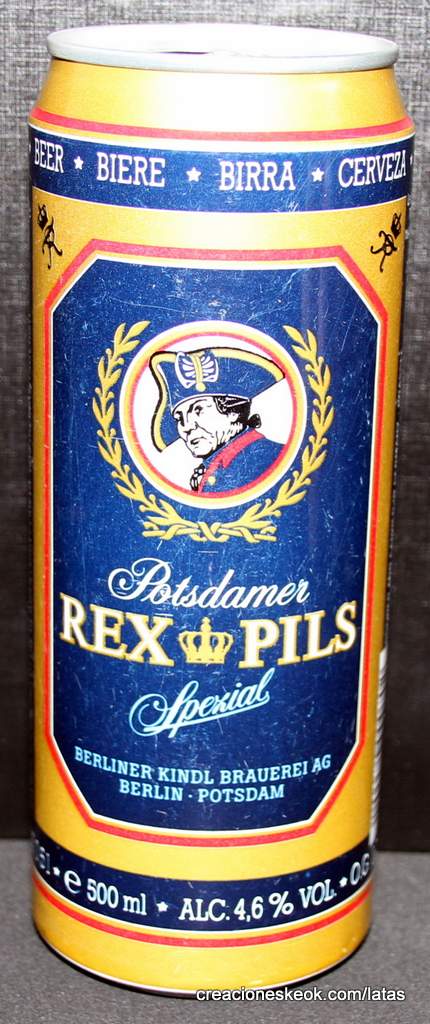 BEER * BIERE * BIRRA * CERVEZA
Potsdamer
REX PILS
Spezial
BERLINER KINDL BRAUEREI AG
BERLIN · POTSDAM
e 500 ml * ALC. 4,6 % VOL. *
creacioneskeok.com/latas